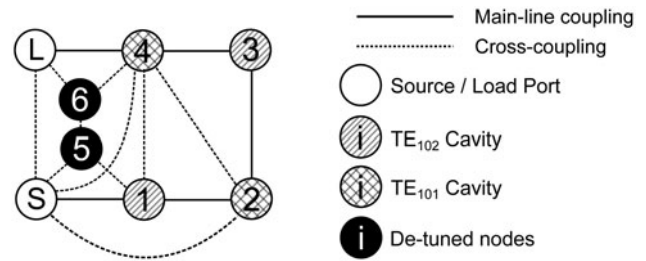 L 4 3
6
5
S 1 2
Main-line coupling
Cross-coupling
Source / Load Port
i TE102 Cavity
i TE101 Cavity
i De-tuned nodes